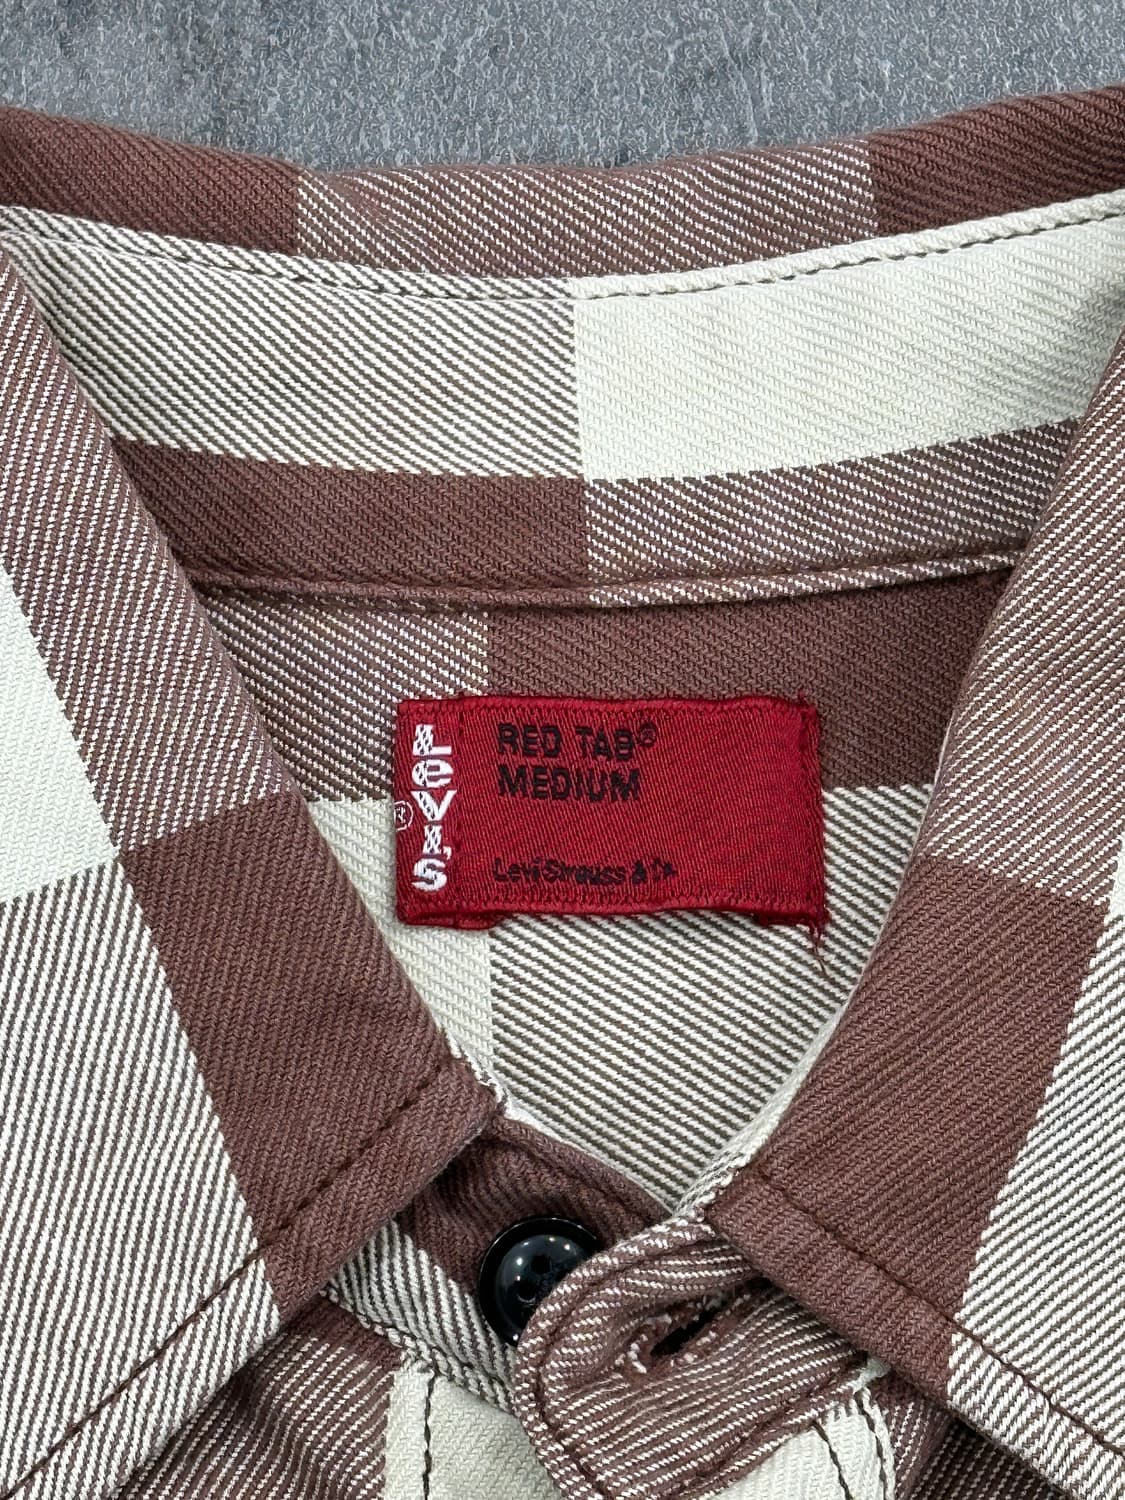 Levi's
®
RED TAB®
MEDIUM
Levi Strauss & Co.